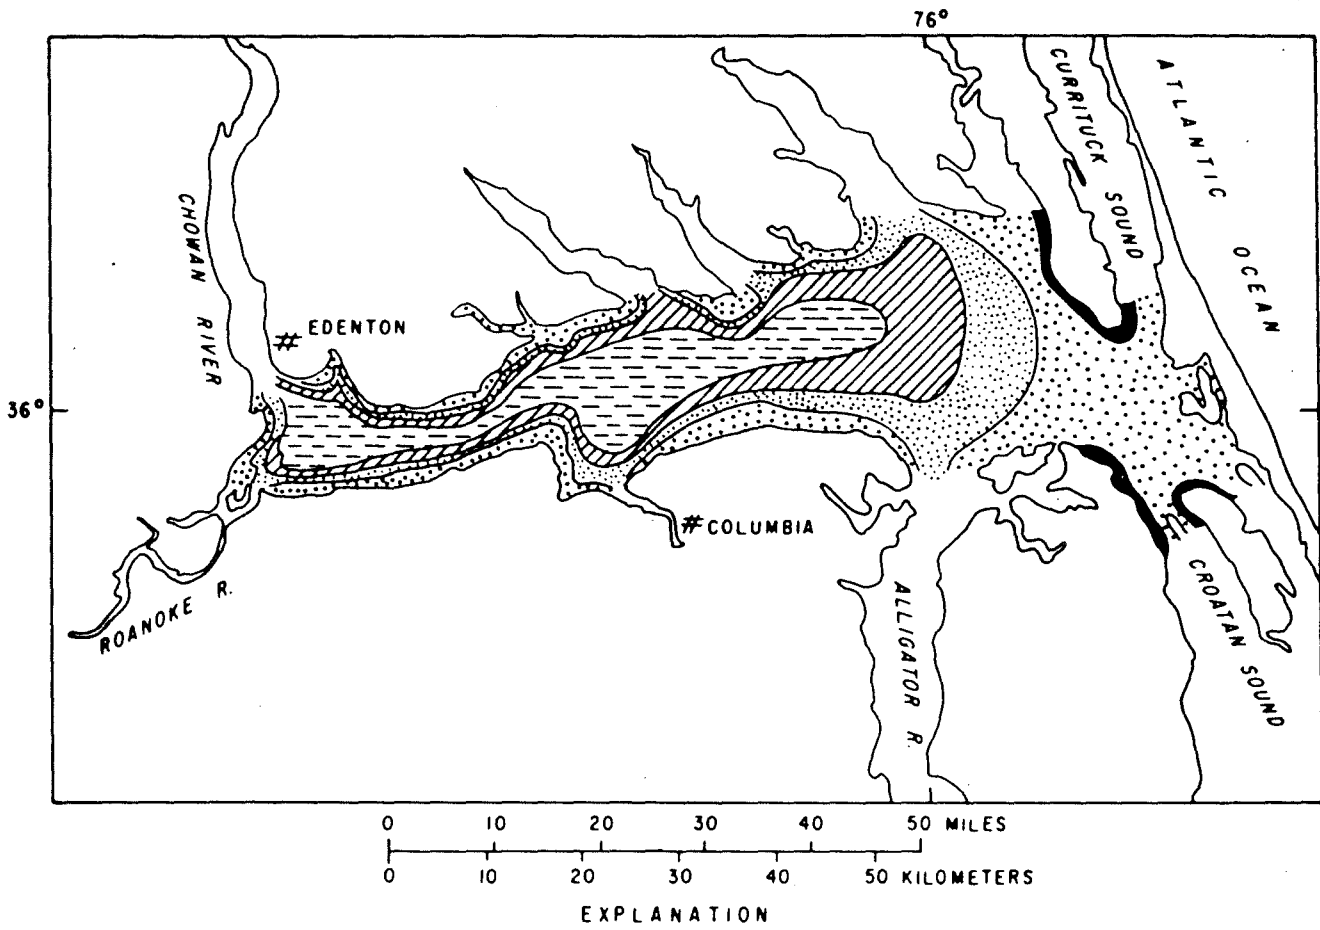 76°
CURRITUCK SOUND
ATLANTIC OCEAN
CHOWAN RIVER
# EDENTON
36°
# COLUMBIA
ROANOKE R.
ALLIGATOR R.
CROATAN SOUND
0 10 20 30 40 50 MILES
0 10 20 30 40 50 KILOMETERS
EXPLANATION